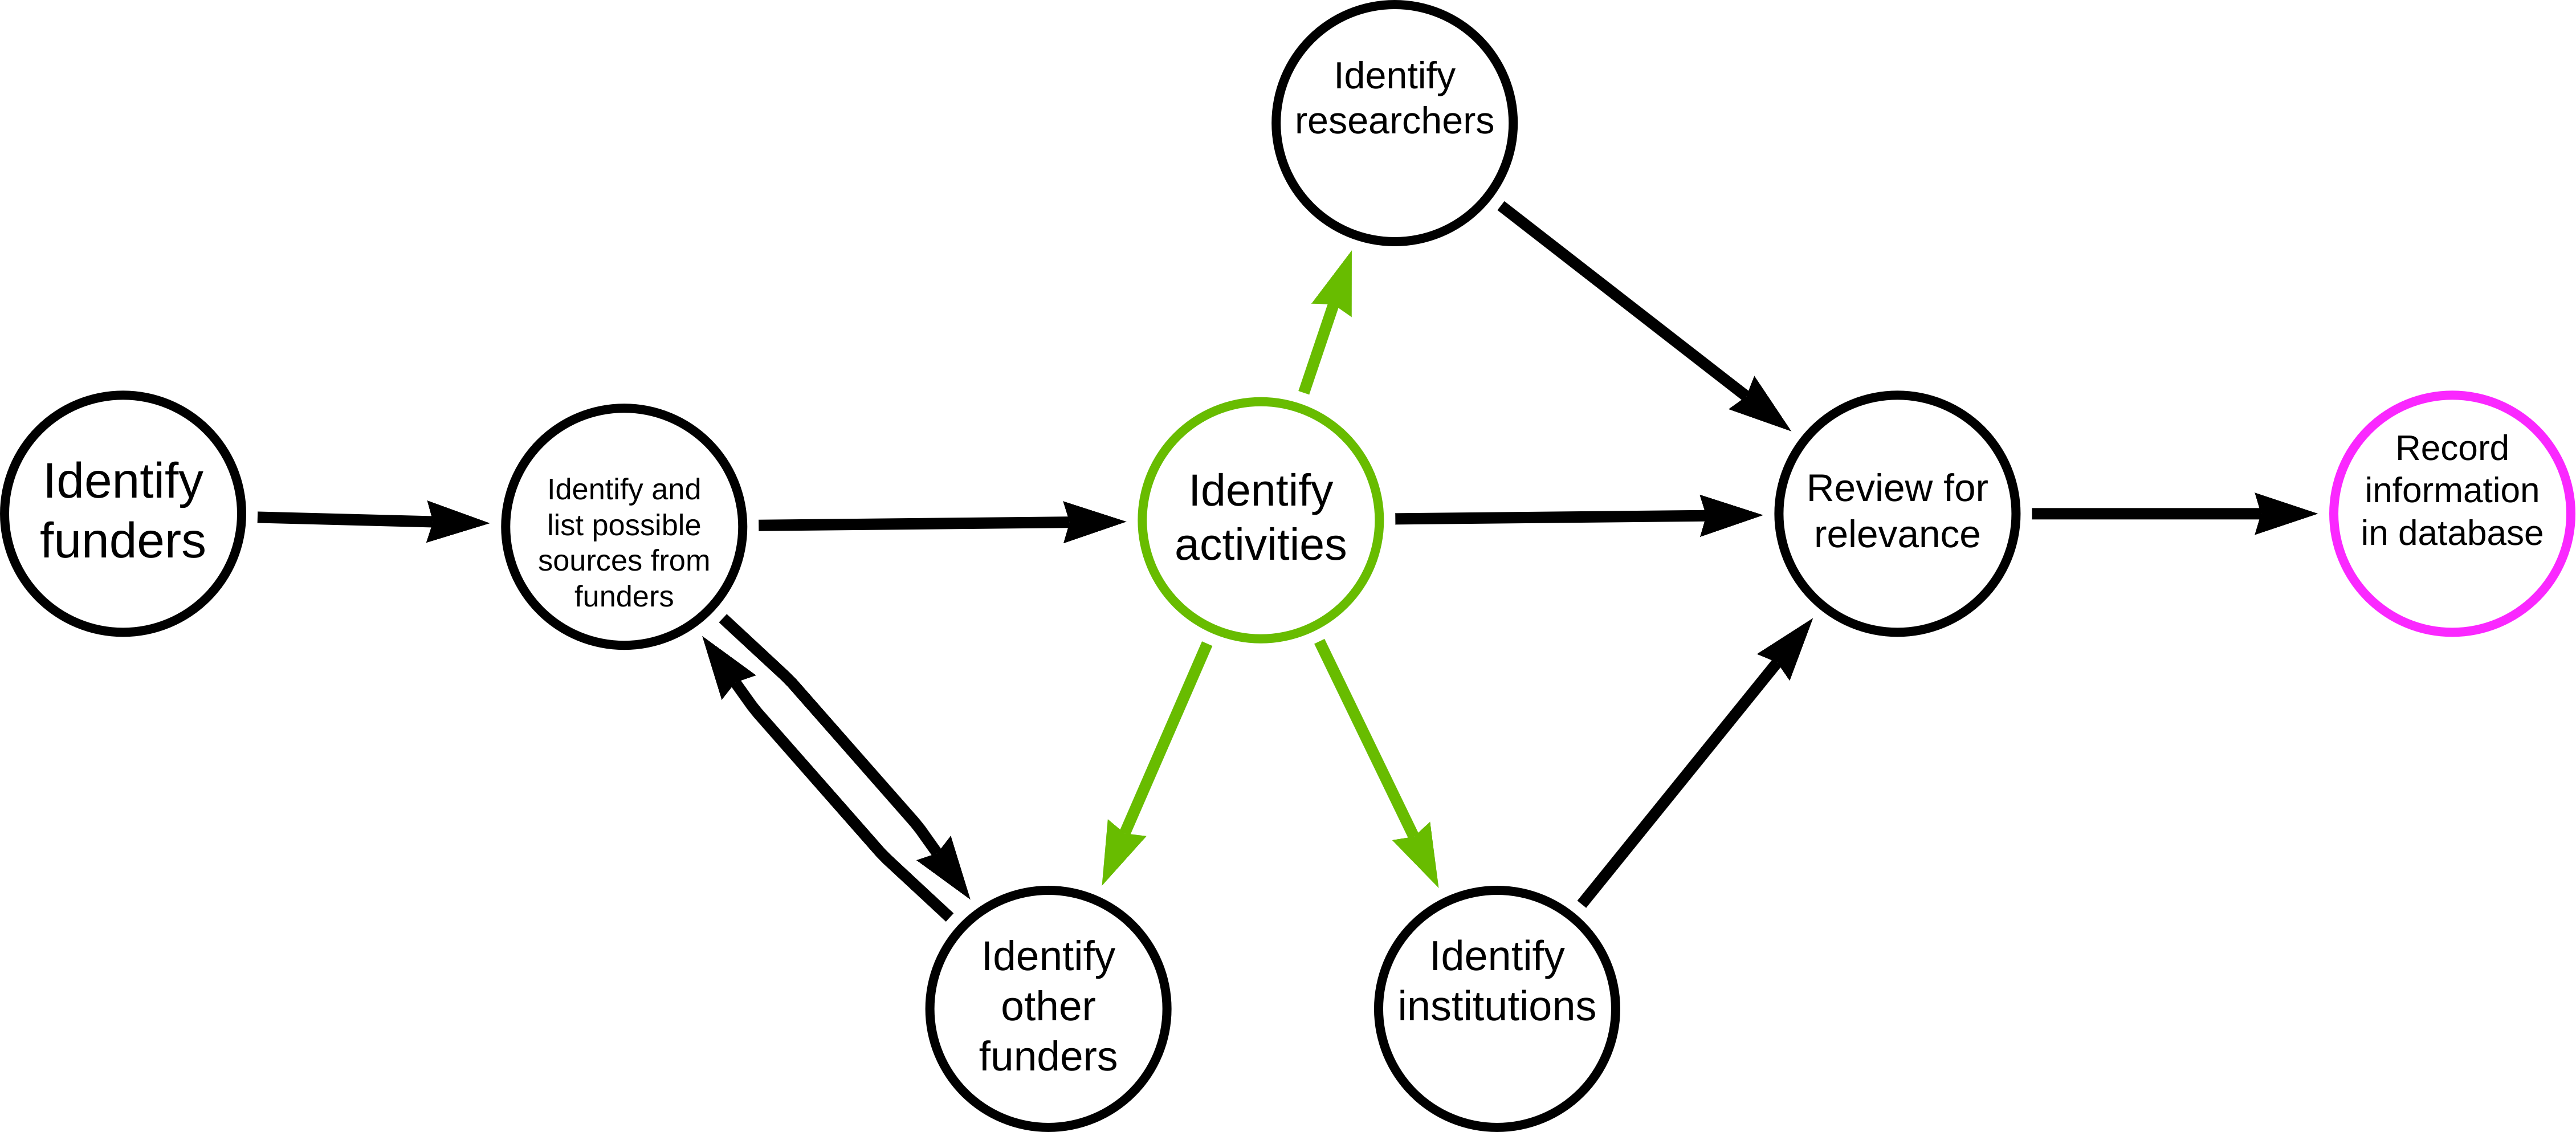 Identify
researchers
Identify
funders
Identify and
list possible
sources from
funders
Identify
activities
Review for
relevance
Record
information
in database
Identify
other
funders
Identify
institutions